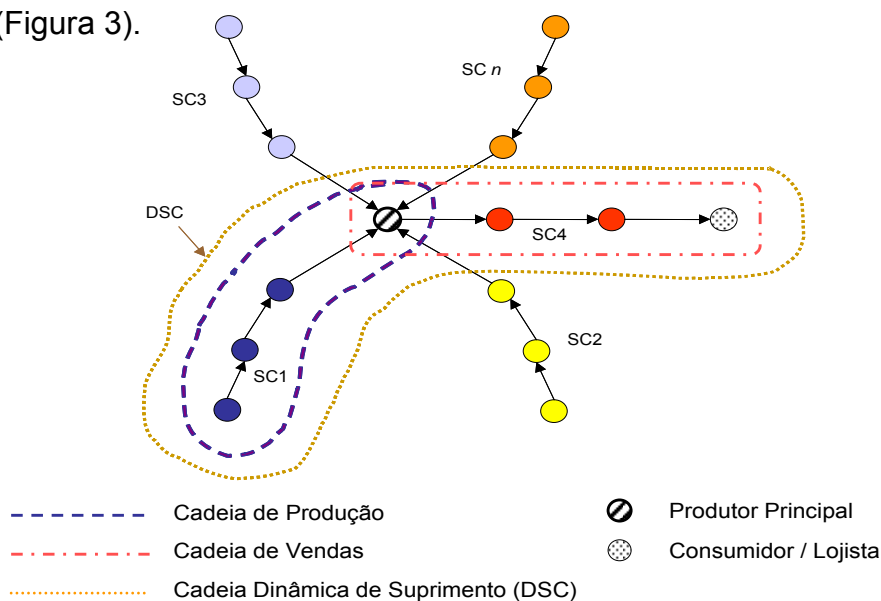 (Figura 3).
SC3
SC n
DSC
SC4
SC1
SC2
Cadeia de Produção
Produtor Principal
Cadeia de Vendas
Consumidor / Lojista
Cadeia Dinâmica de Suprimento (DSC)